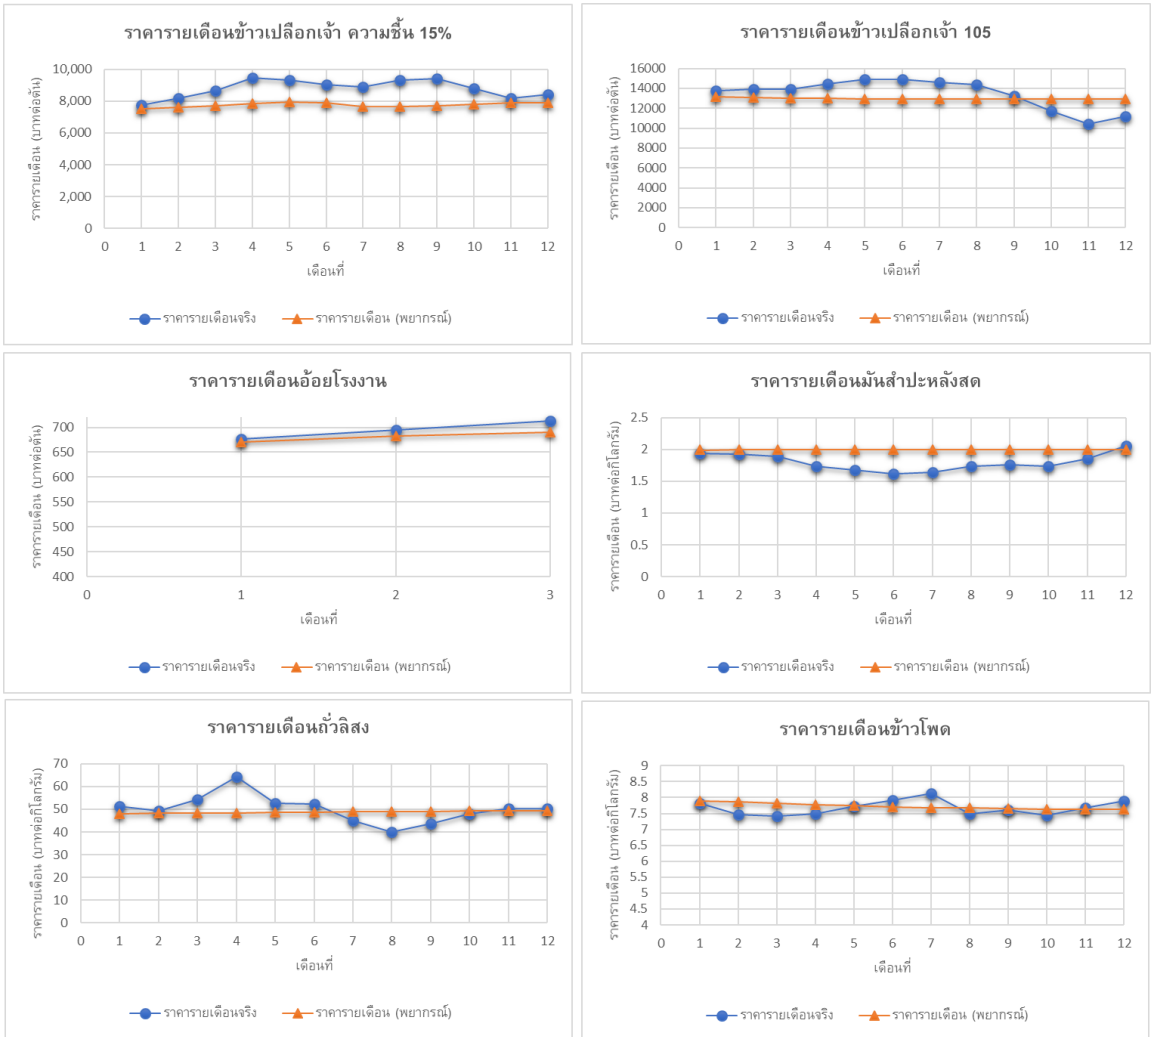 ราคารายเดือนข้าวเปลือกเจ้า ความชื้น 15%
ราคารายเดือน (บาทต่อตัน)
10,000
8,000
6,000
4,000
2,000
0
0 1 2 3 4 5 6 7 8 9 10 11 12
เดือนที่
ราคารายเดือนจริง ราคารายเดือน (พยากรณ์)
ราคารายเดือนข้าวเปลือกเจ้า 105
ราคารายเดือน (บาทต่อตัน)
16000
14000
12000
10000
8000
6000
4000
2000
0
0 1 2 3 4 5 6 7 8 9 10 11 12
เดือนที่
ราคารายเดือนจริง ราคารายเดือน (พยากรณ์)
ราคารายเดือนอ้อยโรงงาน
ราคารายเดือน (บาทต่อตัน)
700
650
600
550
500
450
400
0 1 2 3
เดือนที่
ราคารายเดือนจริง ราคารายเดือน (พยากรณ์)
ราคารายเดือนมันสำปะหลังสด
ราคารายเดือน (บาทต่อกิโลกรัม)
2.5
2
1.5
1
0.5
0
0 1 2 3 4 5 6 7 8 9 10 11 12
เดือนที่
ราคารายเดือนจริง ราคารายเดือน (พยากรณ์)
ราคารายเดือนถั่วลิสง
ราคารายเดือน (บาทต่อกิโลกรัม)
70
60
50
40
30
20
10
0
0 1 2 3 4 5 6 7 8 9 10 11 12
เดือนที่
ราคารายเดือนจริง ราคารายเดือน (พยากรณ์)
ราคารายเดือนข้าวโพด
ราคารายเดือน (บาทต่อกิโลกรัม)
9
8.5
8
7.5
7
6.5
6
5.5
5
4.5
4
0 1 2 3 4 5 6 7 8 9 10 11 12
เดือนที่
ราคารายเดือนจริง ราคารายเดือน (พยากรณ์)